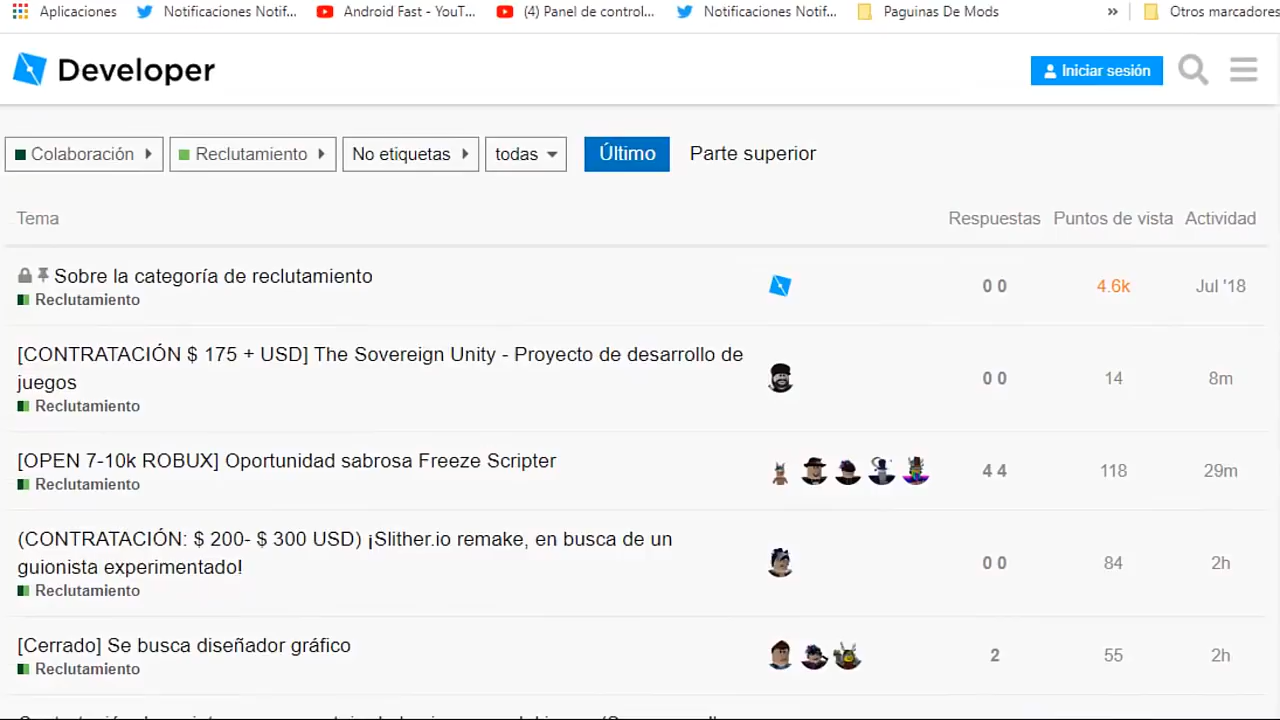 Aplicaciones Notificaciones Notif... Android Fast - YouT... (4) Panel de control... Notificaciones Notif... Paguinas De Mods » Otros marcadores
Developer Iniciar sesión
Colaboración Reclutamiento No etiquetas todas Último Parte superior
Tema Respuestas Puntos de vista Actividad
Sobre la categoría de reclutamiento
Reclutamiento
0 0 4.6k Jul '18
[CONTRATACIÓN $ 175 + USD] The Sovereign Unity - Proyecto de desarrollo de
juegos
Reclutamiento
0 0 14 8m
[OPEN 7-10k ROBUX] Oportunidad sabrosa Freeze Scripter
Reclutamiento
4 4 118 29m
(CONTRATACIÓN: $ 200- $ 300 USD) ¡Slither.io remake, en busca de un
guionista experimentado!
Reclutamiento
0 0 84 2h
[Cerrado] Se busca diseñador gráfico
Reclutamiento
2 55 2h